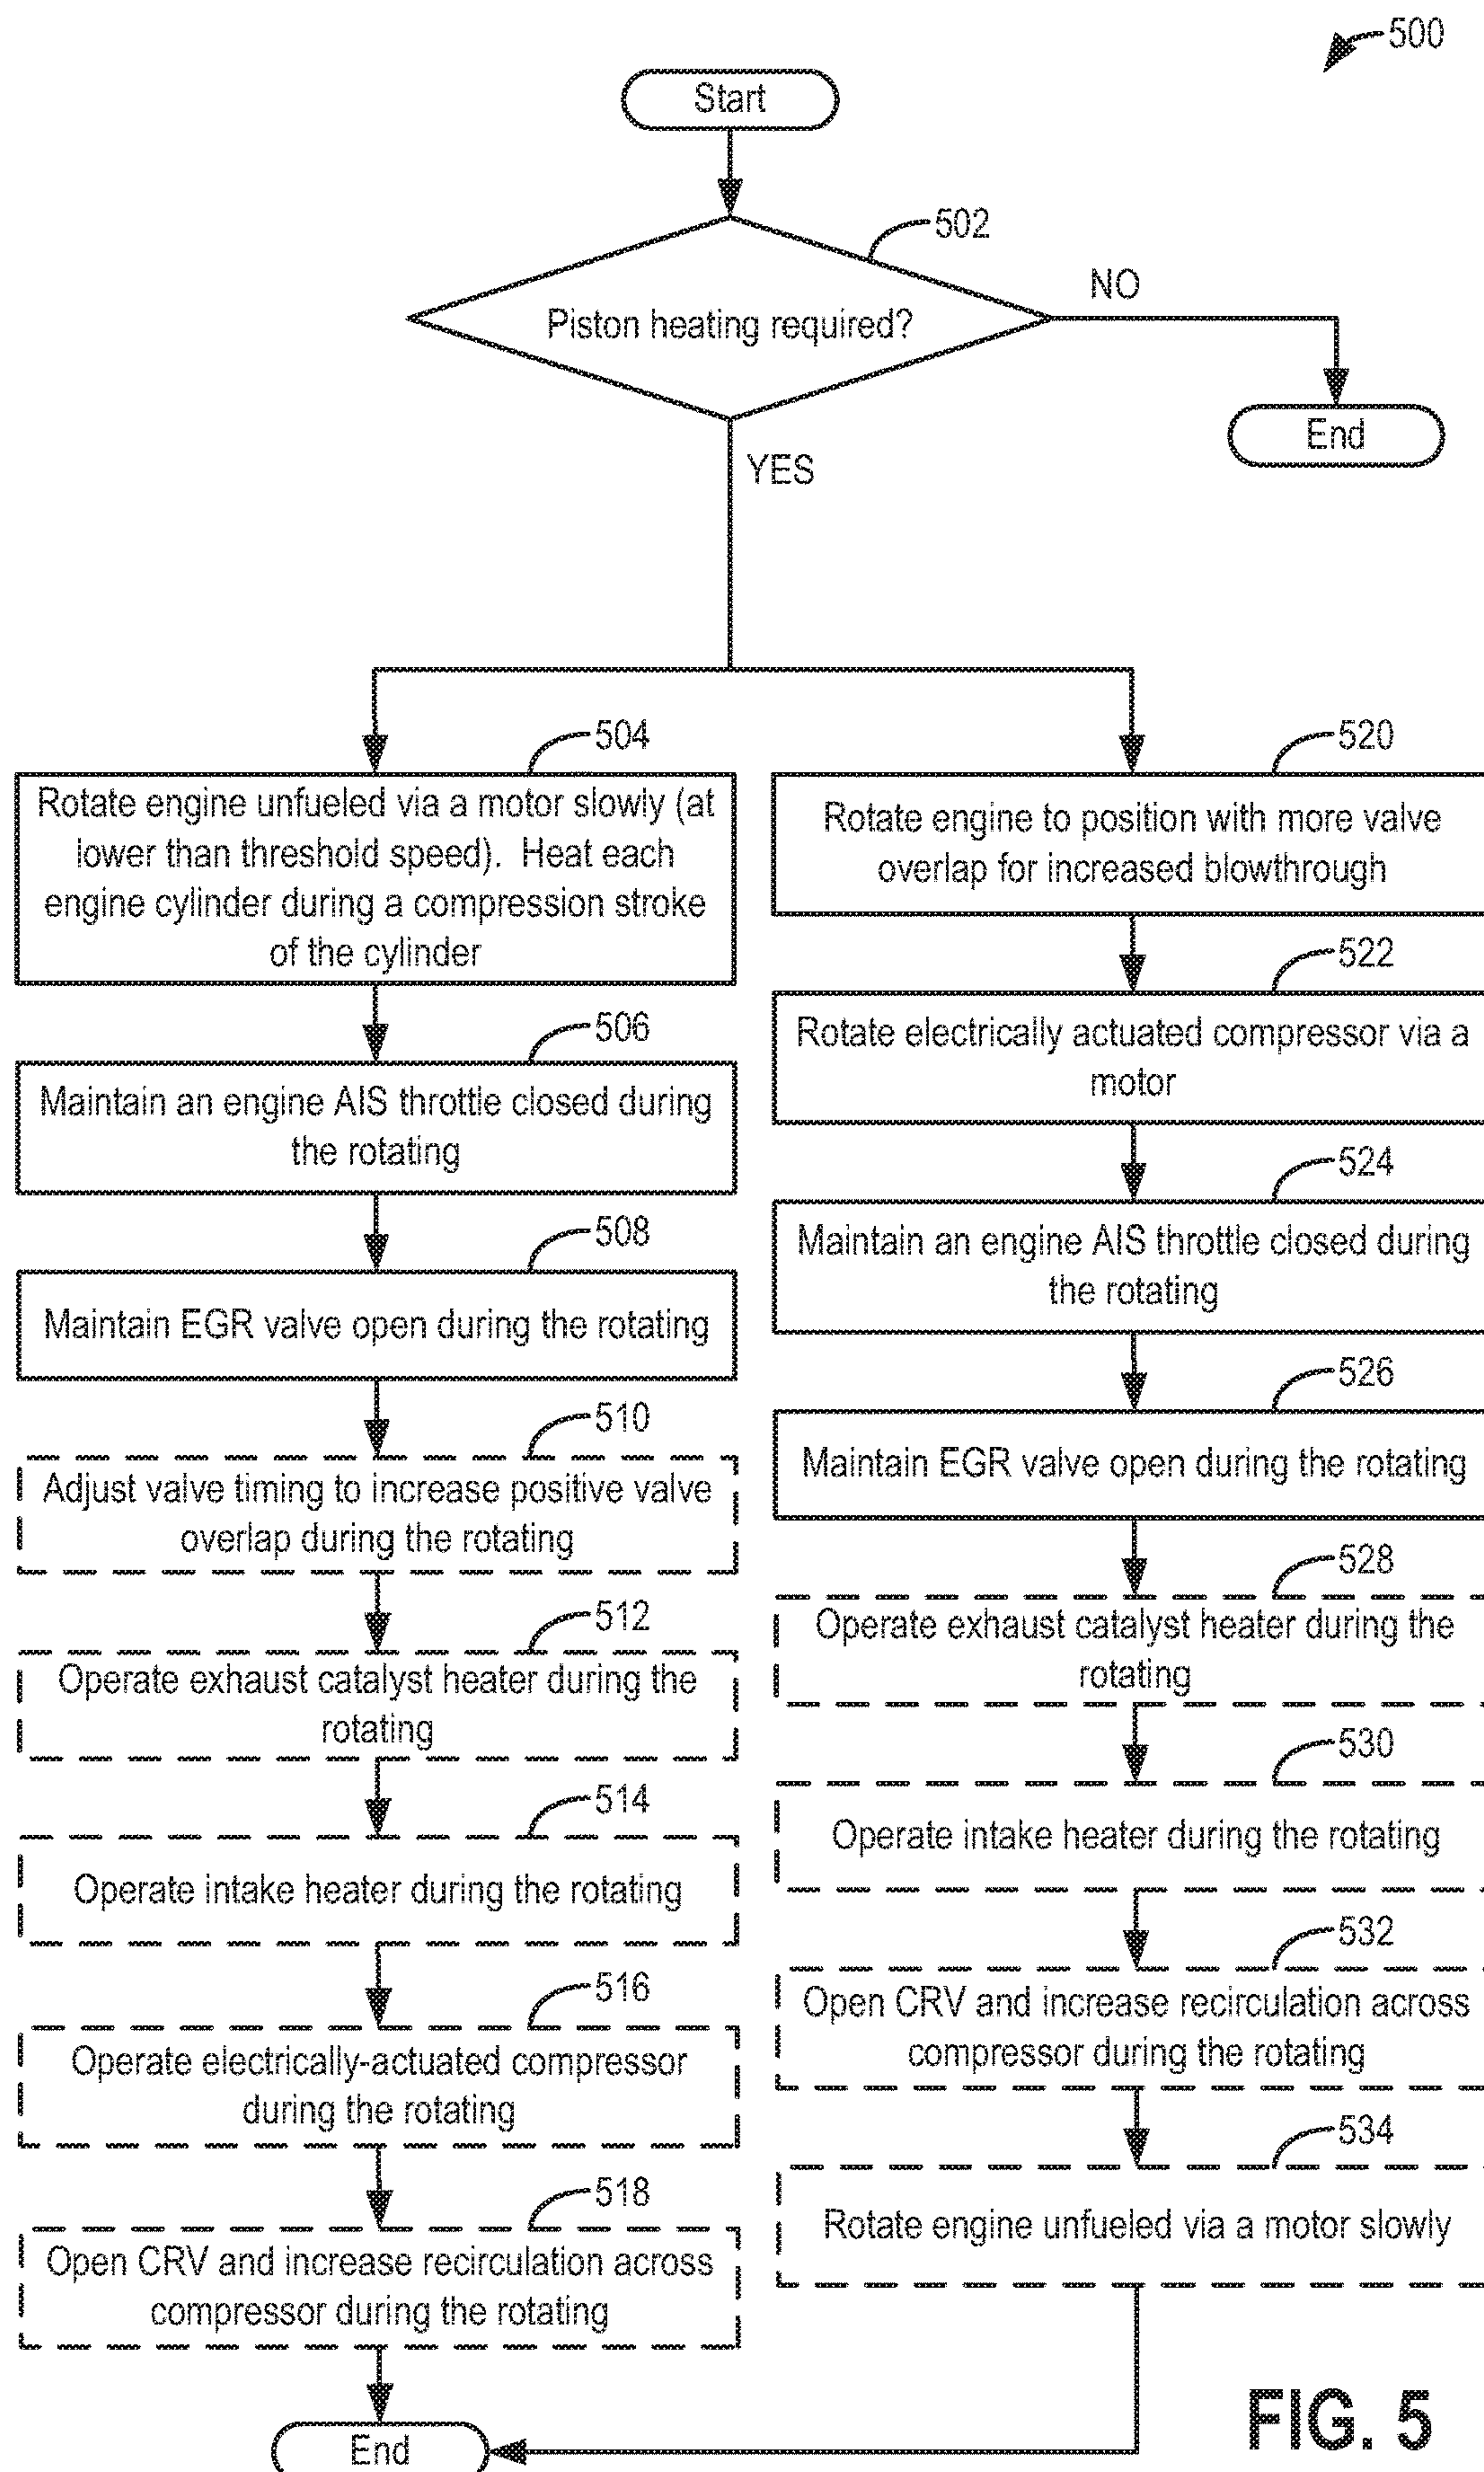 500
Start
502
Piston heating required?
NO
End
YES
504
Rotate engine unfueled via a motor slowly (at
lower than threshold speed). Heat each
engine cylinder during a compression stroke
of the cylinder
506
Maintain an engine AIS throttle closed during
the rotating
508
Maintain EGR valve open during the rotating
510
Adjust valve timing to increase positive valve
overlap during the rotating
512
Operate exhaust catalyst heater during the
rotating
514
Operate intake heater during the rotating
516
Operate electrically-actuated compressor
during the rotating
518
Open CRV and increase recirculation across
compressor during the rotating
520
Rotate engine to position with more valve
overlap for increased blowthrough
522
Rotate electrically actuated compressor via a
motor
524
Maintain an engine AIS throttle closed during
the rotating
526
Maintain EGR valve open during the rotating
528
Operate exhaust catalyst heater during the
rotating
530
Operate intake heater during the rotating
532
Open CRV and increase recirculation across
compressor during the rotating
534
Rotate engine unfueled via a motor slowly
End
FIG. 5